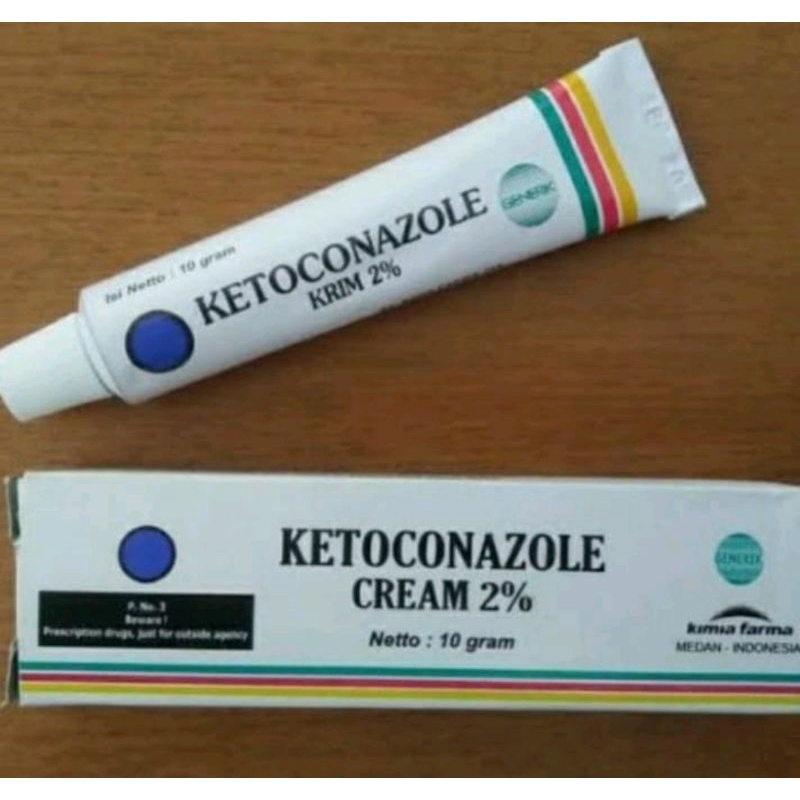 Isi Netto : 10 gram
KETOCONAZOLE
KRIM 2%
GENERIK
KETOCONAZOLE
CREAM 2%
Netto : 10 gram
P. No. 3
Beware !
Prescription drugs, just for outside agency
GENERIK
kimia farma
MEDAN - INDONESIA